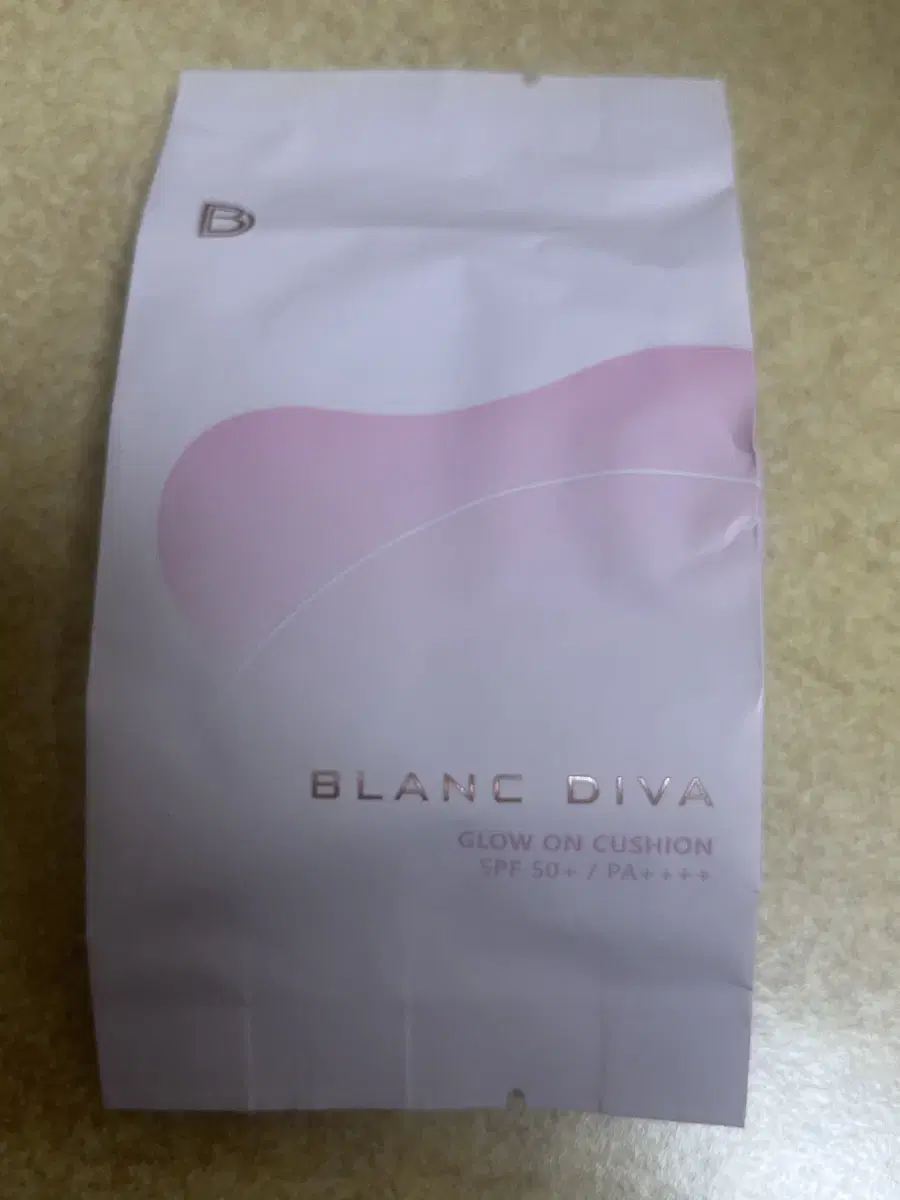 B
BLANC DIVA
GLOW ON CUSHION
SPF 50+ / PA++++